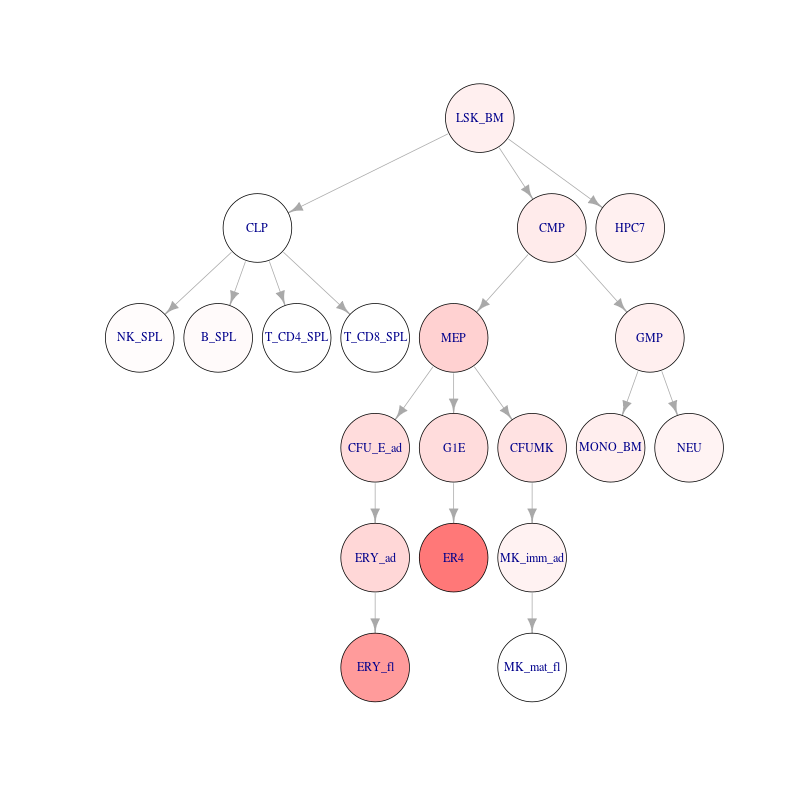 LSK_BM
CLP
CMP
HPC7
NK_SPL
B_SPL
T_CD4_SPL
T_CD8_SPL
MEP
GMP
CFU_E_ad
G1E
CFUMK
MONO_BM
NEU
ERY_ad
ER4
MK_imm_ad
ERY_fl
MK_mat_fl